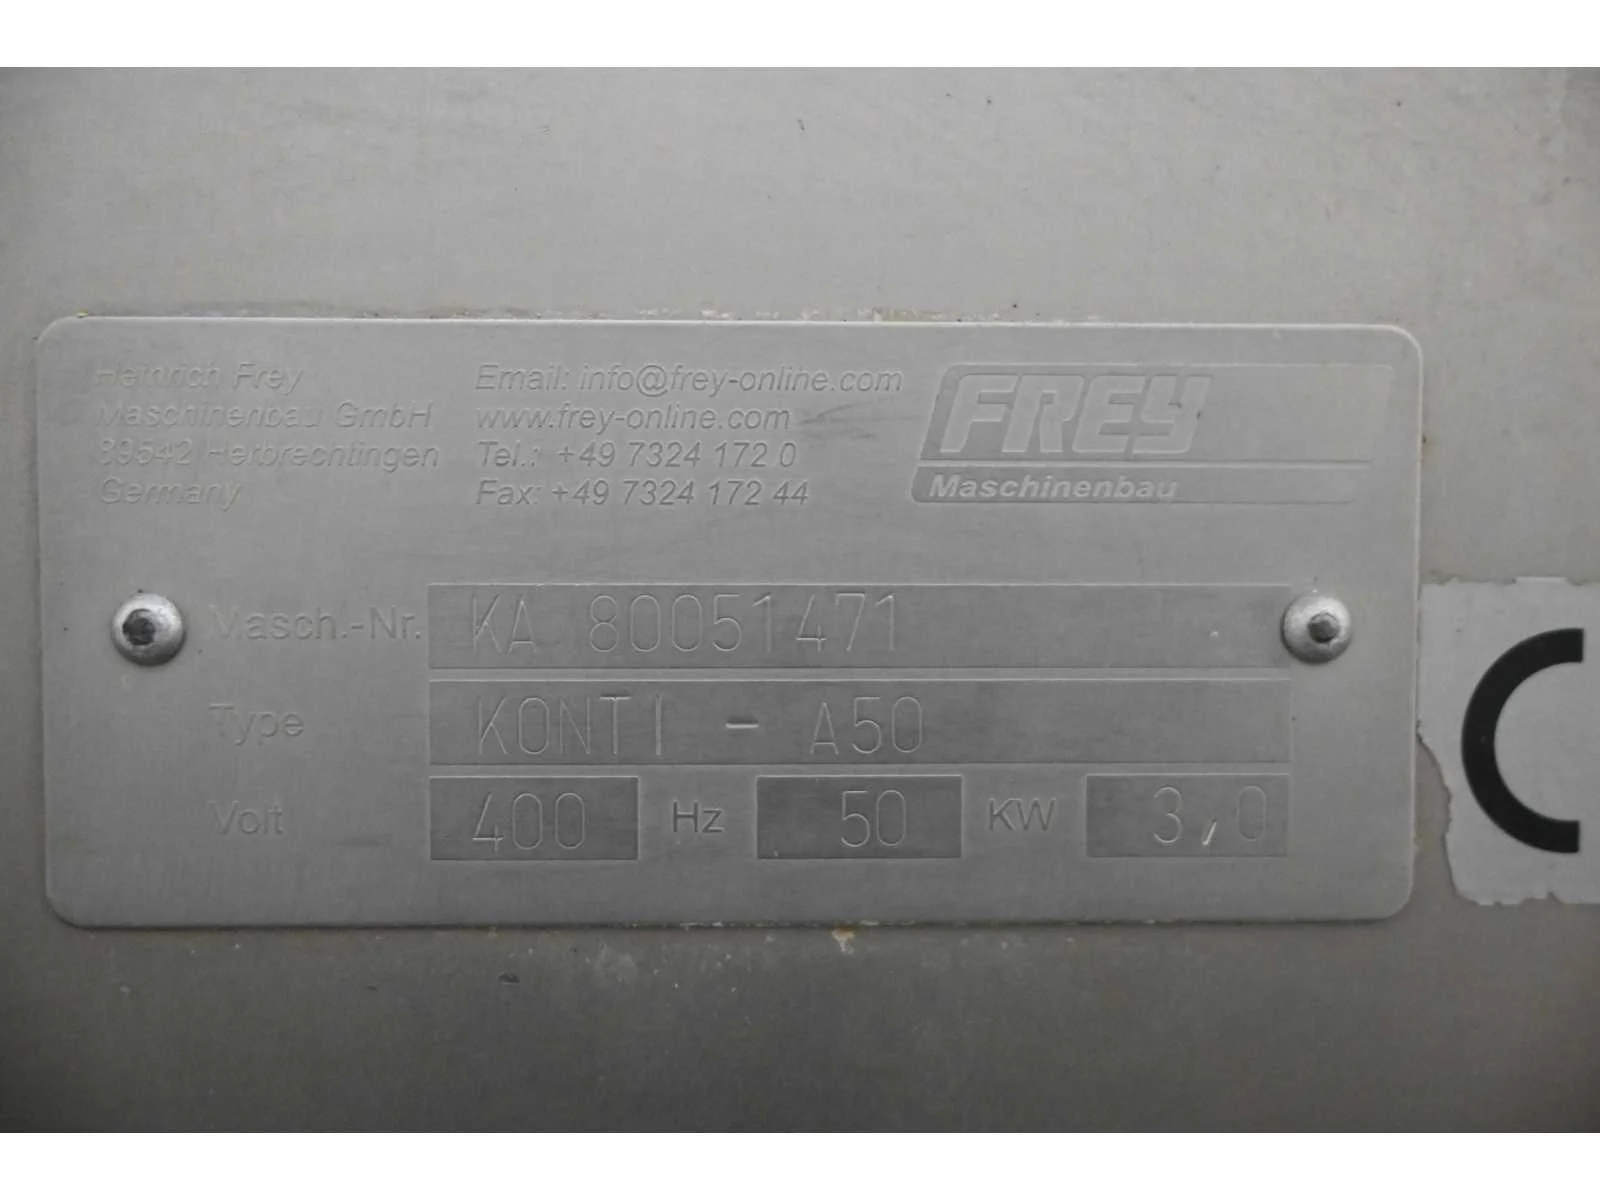 Heinrich Frey
Maschinenbau GmbH
89542 Herbrechtingen
Germany
Email: info@frey-online.com
www.frey-online.com
Tel.: +49 7324 172 0
Fax: +49 7324 172 44
FREY
Maschinenbau
Masch.-Nr. KA 80051471
Type KONTI - A50
Volt 400 Hz 50 KW 3,0
C